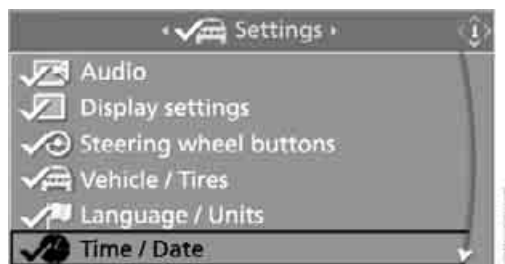 Settings
Audio
Display settings
Steering wheel buttons
Vehicle / Tires
Language / Units
Time / Date